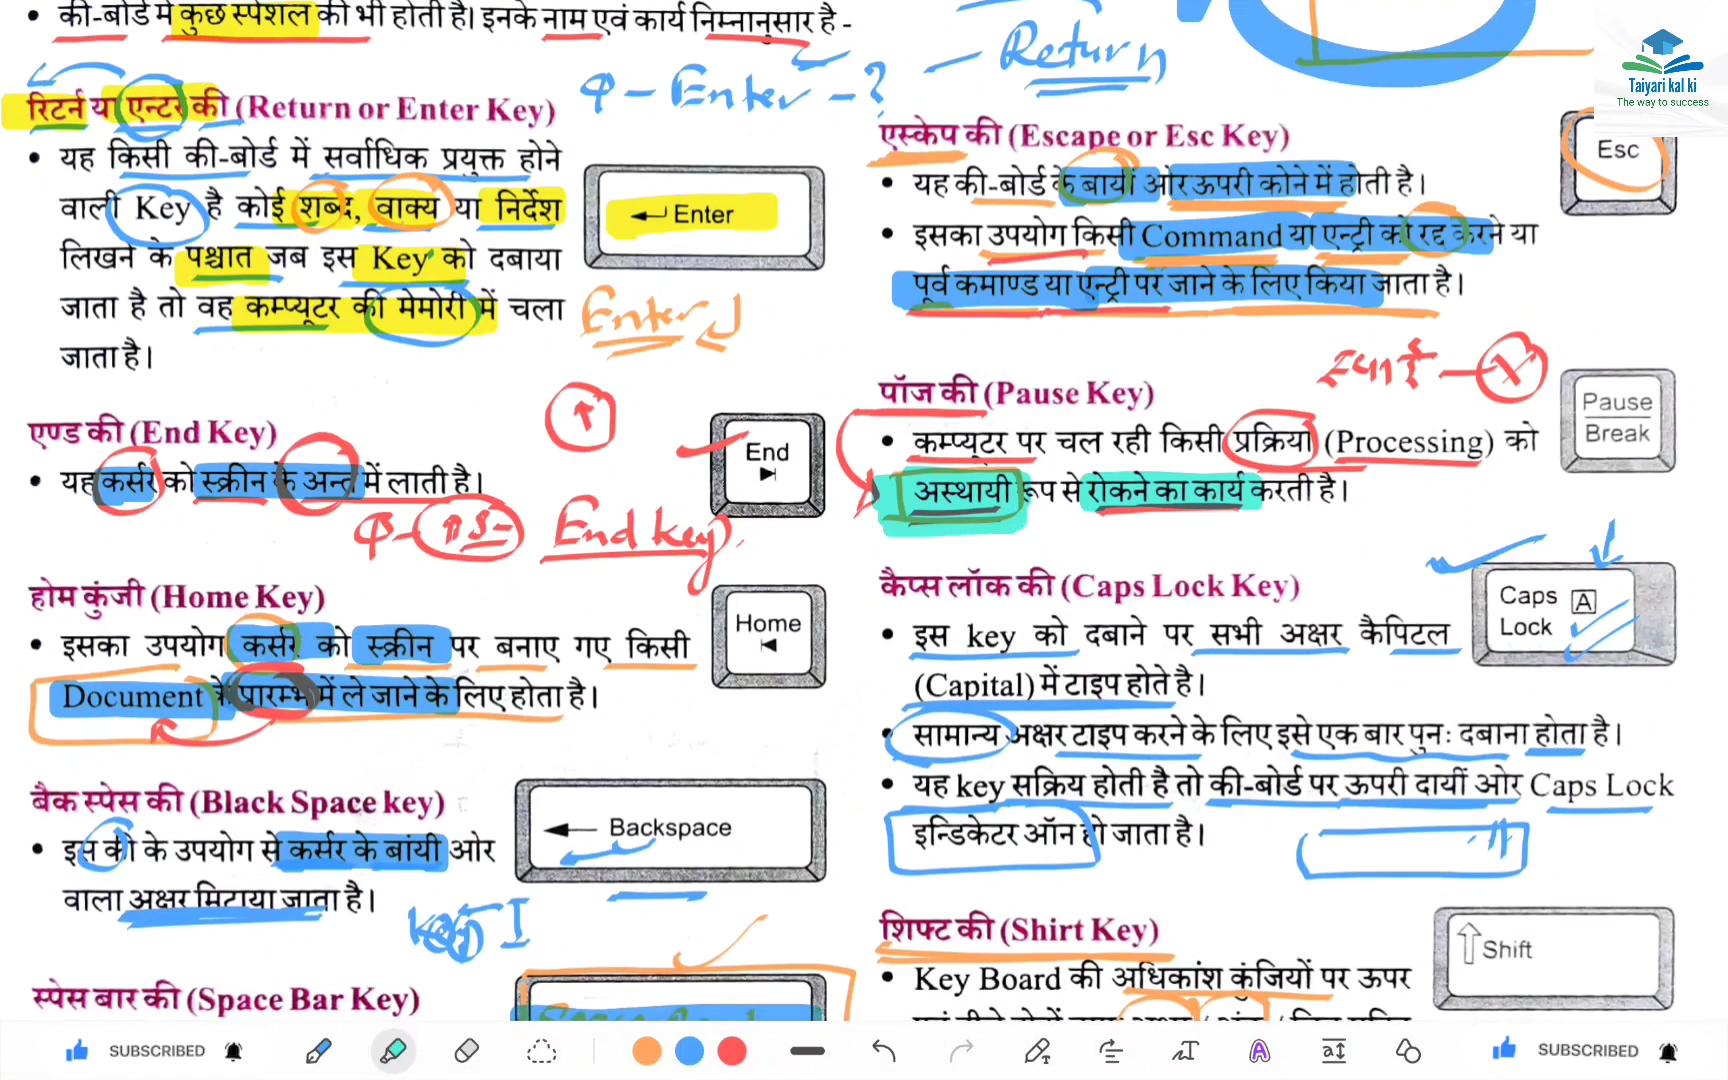 • की-बोर्ड में कुछ स्पेशल की भी होती है। इनके नाम एवं कार्य निम्नानुसार है -
रिटर्न या एन्टर की (Return or Enter Key)
• यह किसी की-बोर्ड में सर्वाधिक प्रयुक्त होने
वाली Key है कोई शब्द, वाक्य या निर्देश
लिखने के पश्चात जब इस Key को दबाया
जाता है तो वह कम्प्यूटर की मेमोरी में चला
जाता है।
Enter
Enter
φ - Enter - ?
- Return
एण्ड की (End Key)
• यह कर्सर को स्क्रीन के अन्त में लाती है।
End
End key.
होम कुंजी (Home Key)
• इसका उपयोग कर्सर को स्क्रीन पर बनाए गए किसी
Document के प्रारम्भ में ले जाने के लिए होता है।
Home
बैक स्पेस की (Black Space key)
• इस की के उपयोग से कर्सर के बांयी ओर
वाला अक्षर मिटाया जाता है।
Backspace
स्पेस बार की (Space Bar Key)
Taiyari kal ki
The way to success
एस्केप की (Escape or Esc Key)
• यह की-बोर्ड के बायीं ओर ऊपरी कोने में होती है।
• इसका उपयोग किसी Command या एन्ट्री को रद्द करने या
पूर्व कमाण्ड या एन्ट्री पर जाने के लिए किया जाता है।
Esc
पॉज की (Pause Key)
• कम्प्यूटर पर चल रही किसी प्रक्रिया (Processing) को
अस्थायी रूप से रोकने का कार्य करती है।
Pause
Break
कैप्स लॉक की (Caps Lock Key)
• इस key को दबाने पर सभी अक्षर कैपिटल
(Capital) में टाइप होते है।
• सामान्य अक्षर टाइप करने के लिए इसे एक बार पुनः दबाना होता है।
• यह key सक्रिय होती है तो की-बोर्ड पर ऊपरी दायीं ओर Caps Lock
इन्डिकेटर ऑन हो जाता है।
Caps A
Lock
शिफ्ट की (Shirt Key)
• Key Board की अधिकांश कुंजियों पर ऊपर
Shift
SUBSCRIBED
SUBSCRIBED